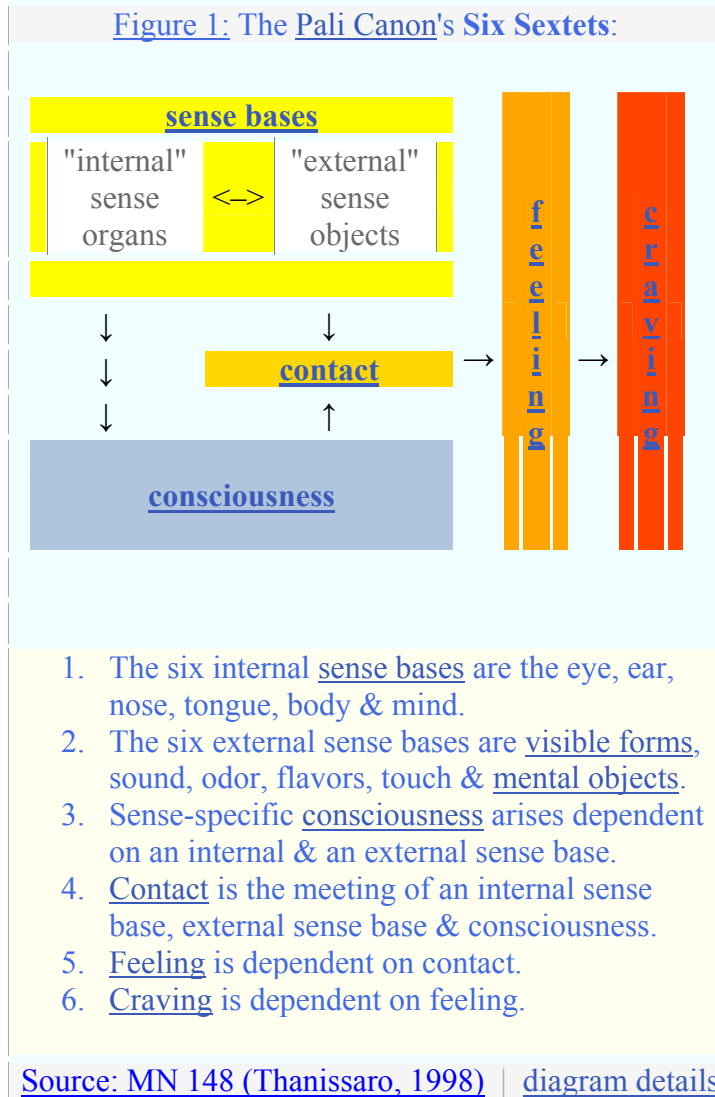 Figure 1: The Pali Canon's Six Sextets:
sense bases
"internal"
sense
organs
<–>
"external"
sense
objects
↓
↓
↓
↓
contact
↑
consciousness
→
f
e
e
l
i
n
g
→
c
r
a
v
i
n
g
1. The six internal sense bases are the eye, ear,
nose, tongue, body & mind.
2. The six external sense bases are visible forms,
sound, odor, flavors, touch & mental objects.
3. Sense-specific consciousness arises dependent
on an internal & an external sense base.
4. Contact is the meeting of an internal sense
base, external sense base & consciousness.
5. Feeling is dependent on contact.
6. Craving is dependent on feeling.
Source: MN 148 (Thanissaro, 1998) | diagram details